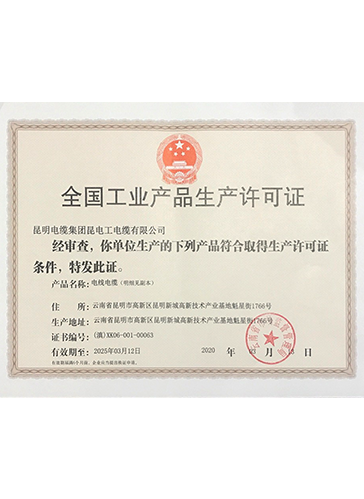 全国工业产品生产许可证
昆明电缆集团昆电工电缆有限公司
经审查，你单位生产的下列产品符合取得生产许可证
条件，特发此证。
产品名称：电线电缆（明细见副本）
住 所：云南省昆明市高新区昆明新城高新技术产业基地魁星街1766号
生产地址：云南省昆明市高新区昆明新城高新技术产业基地魁星街1766号
证书编号：(滇)XK06-001-00063
有效期至：2025年03月12日
2020 年 月 日